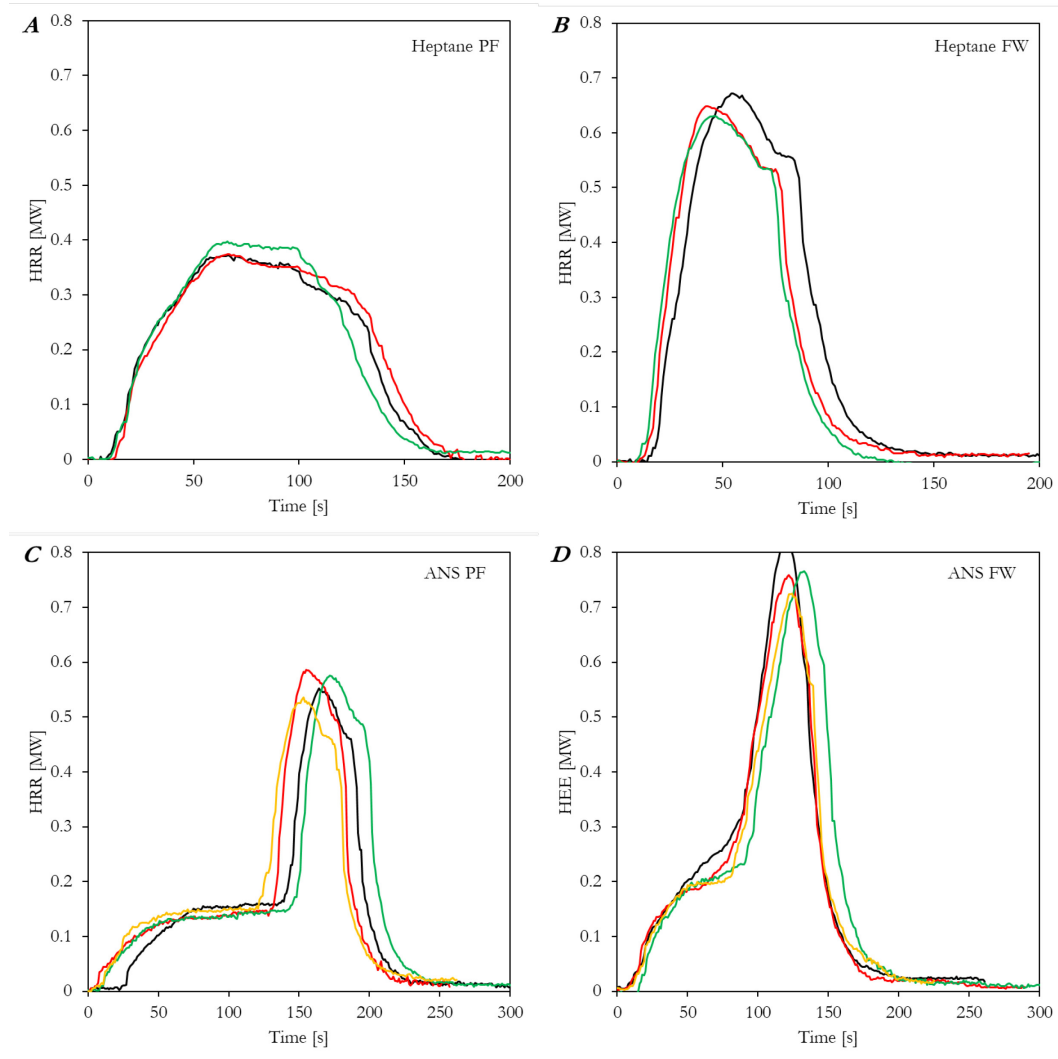 A
Heptane PF
0.8
0.7
0.6
0.5
0.4
0.3
0.2
0.1
0
HRR [MW]
0 50 100 150 200
Time [s]
B
Heptane FW
0.8
0.7
0.6
0.5
0.4
0.3
0.2
0.1
0
HRR [MW]
0 50 100 150 200
Time [s]
C
ANS PF
0.8
0.7
0.6
0.5
0.4
0.3
0.2
0.1
0
HRR [MW]
0 50 100 150 200 250 300
Time [s]
D
ANS FW
0.8
0.7
0.6
0.5
0.4
0.3
0.2
0.1
0
HEE [MW]
0 50 100 150 200 250 300
Time [s]